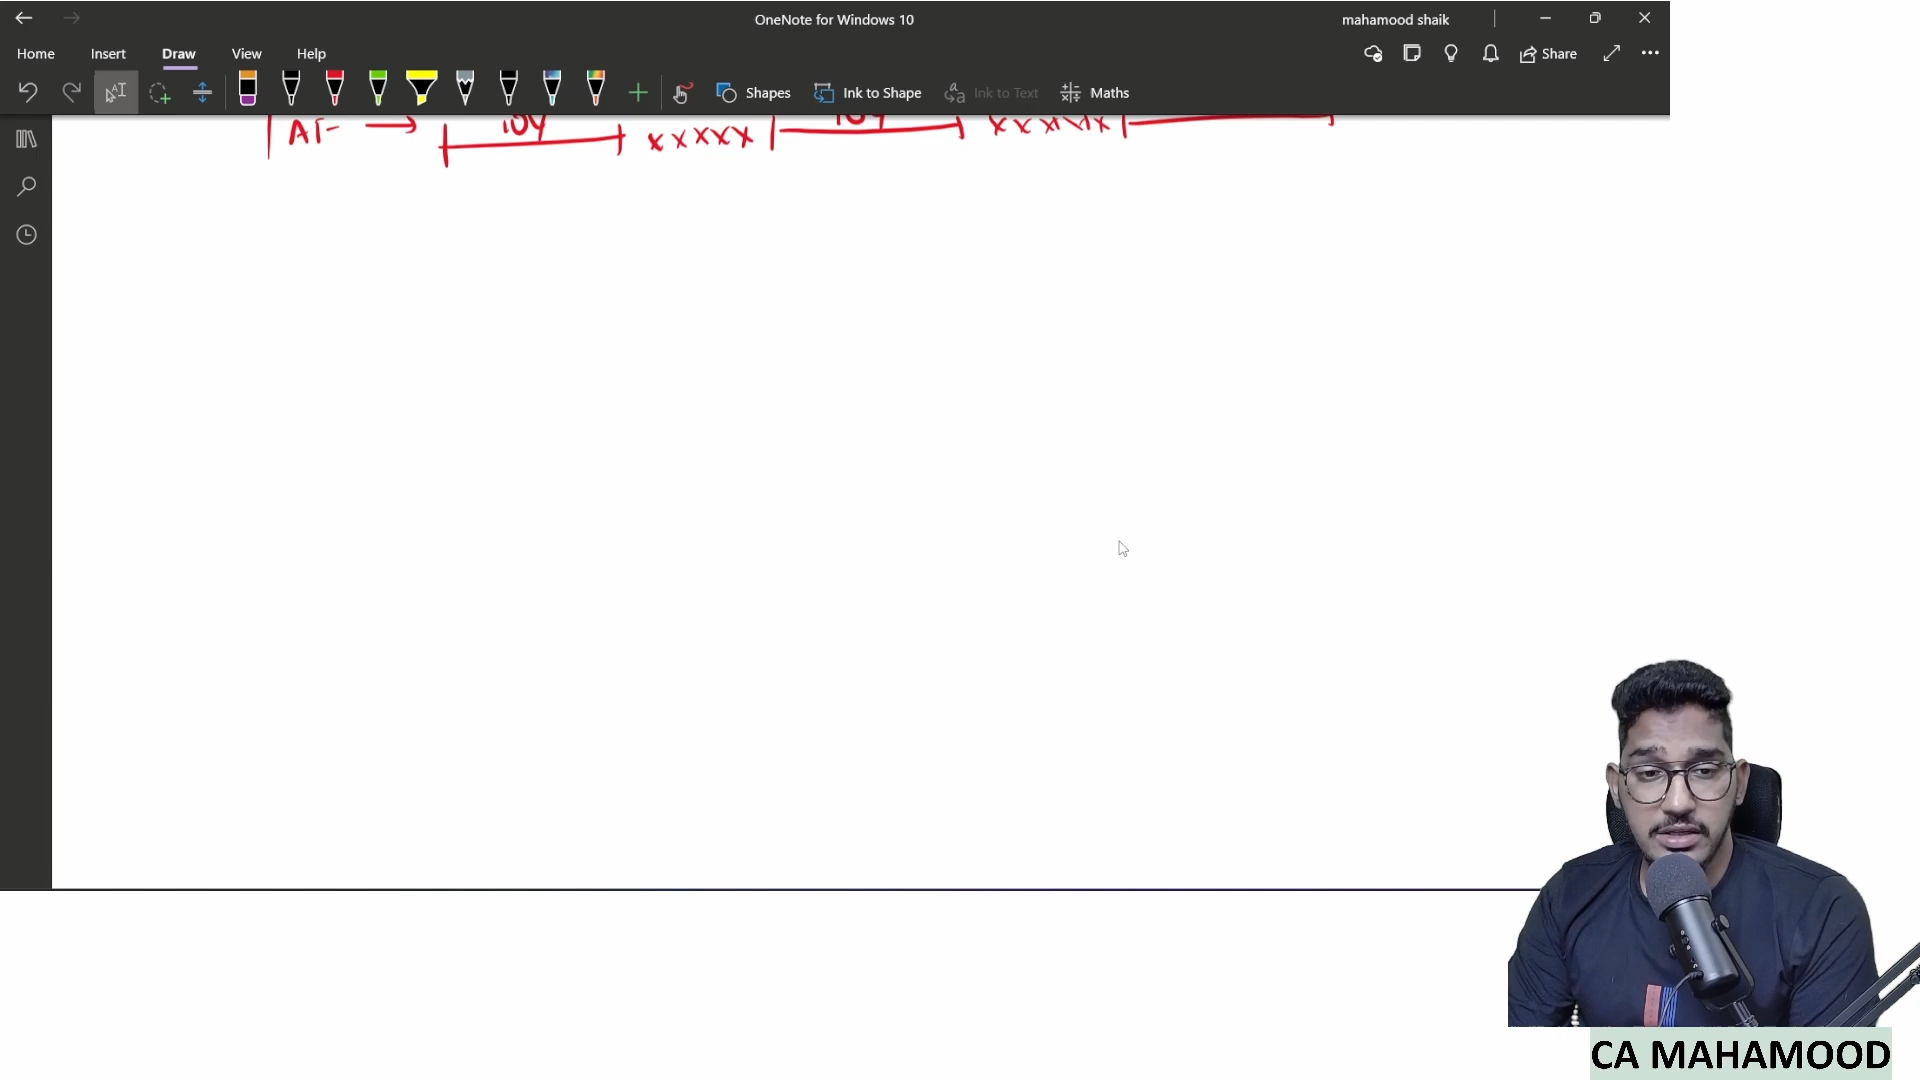 OneNote for Windows 10
mahamood shaik
Home Insert Draw View Help
Share
Shapes Ink to Shape Ink to Text Maths
xxxxx
CA MAHAMOOD